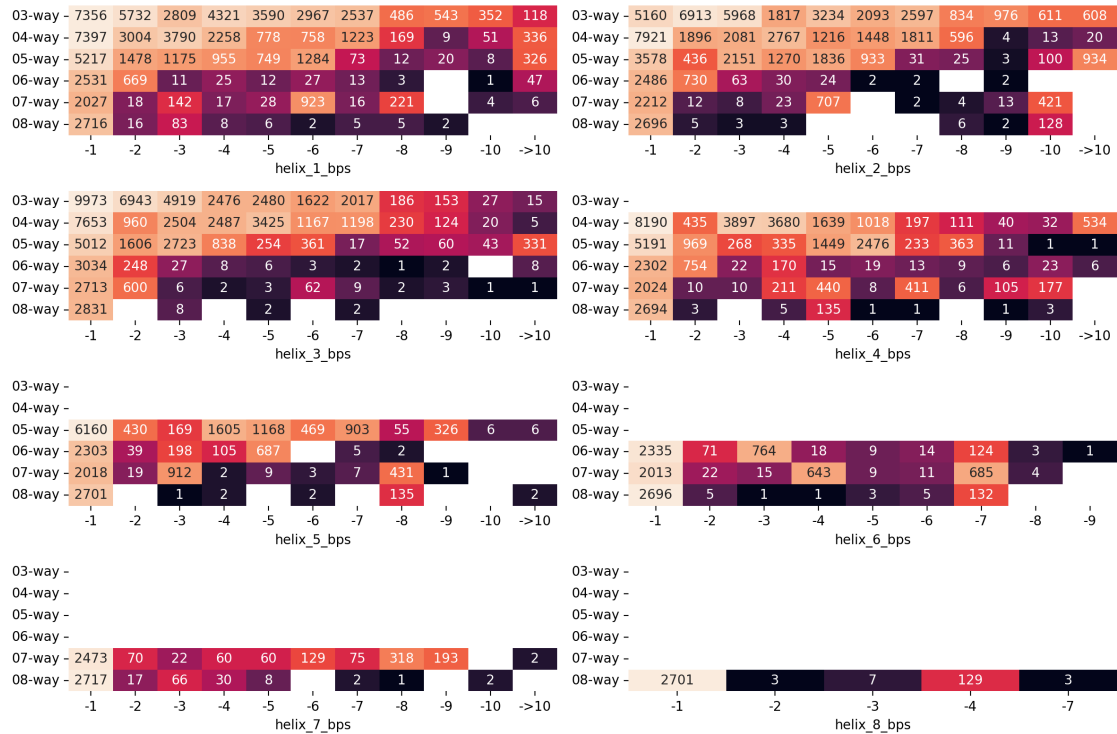 03-way 7356 5732 2809 4321 3590 2967 2537 486 543 352 118
04-way 7397 3004 3790 2258 778 758 1223 169 9 51 336
05-way 5217 1478 1175 955 749 1284 73 12 20 8 326
06-way 2531 669 11 25 12 27 13 3 1 47
07-way 2027 18 142 17 28 923 16 221 4 6
08-way 2716 16 83 8 6 2 5 5 2
-1 -2 -3 -4 -5 -6 -7 -8 -9 -10 ->10
helix_1_bps
03-way 5160 6913 5968 1817 3234 2093 2597 834 976 611 608
04-way 7921 1896 2081 2767 1216 1448 1811 596 4 13 20
05-way 3578 436 2151 1270 1836 933 31 25 3 100 934
06-way 2486 730 63 30 24 2 2 2
07-way 2212 12 8 23 707 2 4 13 421
08-way 2696 5 3 3 6 2 128
-1 -2 -3 -4 -5 -6 -7 -8 -9 -10 ->10
helix_2_bps
03-way 9973 6943 4919 2476 2480 1622 2017 186 153 27 15
04-way 7653 960 2504 2487 3425 1167 1198 230 124 20 5
05-way 5012 1606 2723 838 254 361 17 52 60 43 331
06-way 3034 248 27 8 6 3 2 1 2 8
07-way 2713 600 6 2 3 62 9 2 3 1 1
08-way 2831 8 2 2
-1 -2 -3 -4 -5 -6 -7 -8 -9 -10 ->10
helix_3_bps
03-way
04-way 8190 435 3897 3680 1639 1018 197 111 40 32 534
05-way 5191 969 268 335 1449 2476 233 363 11 1 1
06-way 2302 754 22 170 15 19 13 9 6 23 6
07-way 2024 10 10 211 440 8 411 6 105 177
08-way 2694 3 5 135 1 1 1 3
-1 -2 -3 -4 -5 -6 -7 -8 -9 -10 ->10
helix_4_bps
03-way
04-way
05-way 6160 430 169 1605 1168 469 903 55 326 6 6
06-way 2303 39 198 105 687 5 2
07-way 2018 19 912 2 9 3 7 431 1
08-way 2701 1 2 2 135 2
-1 -2 -3 -4 -5 -6 -7 -8 -9 -10 ->10
helix_5_bps
03-way
04-way
05-way
06-way 2335 71 764 18 9 14 124 3 1
07-way 2013 22 15 643 9 11 685 4
08-way 2696 5 1 1 3 5 132
-1 -2 -3 -4 -5 -6 -7 -8 -9
helix_6_bps
03-way
04-way
05-way
06-way
07-way 2473 70 22 60 60 129 75 318 193 2
08-way 2717 17 66 30 8 2 1 2
-1 -2 -3 -4 -5 -6 -7 -8 -9 -10 ->10
helix_7_bps
03-way
04-way
05-way
06-way
07-way
08-way 2701 3 7 129 3
-1 -2 -3 -4 -7
helix_8_bps